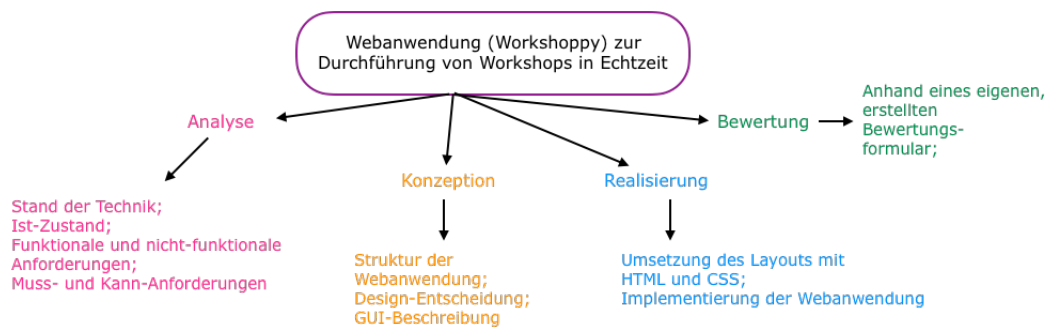 Webanwendung (Workshoppy) zur
Durchführung von Workshops in Echtzeit
Analyse
Stand der Technik;
Ist-Zustand;
Funktionale und nicht-funktionale
Anforderungen;
Muss- und Kann-Anforderungen
Konzeption
Struktur der
Webanwendung;
Design-Entscheidung;
GUI-Beschreibung
Realisierung
Umsetzung des Layouts mit
HTML und CSS;
Implementierung der Webanwendung
Bewertung
Anhand eines eigenen,
erstellten
Bewertungs-
formular;